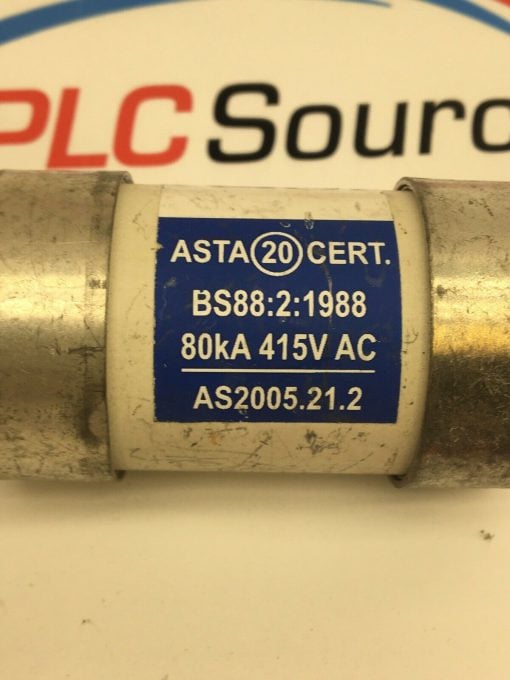 PLC Sourc
ASTA 20 CERT.
BS88:2:1988
80kA 415V AC
AS2005.21.2